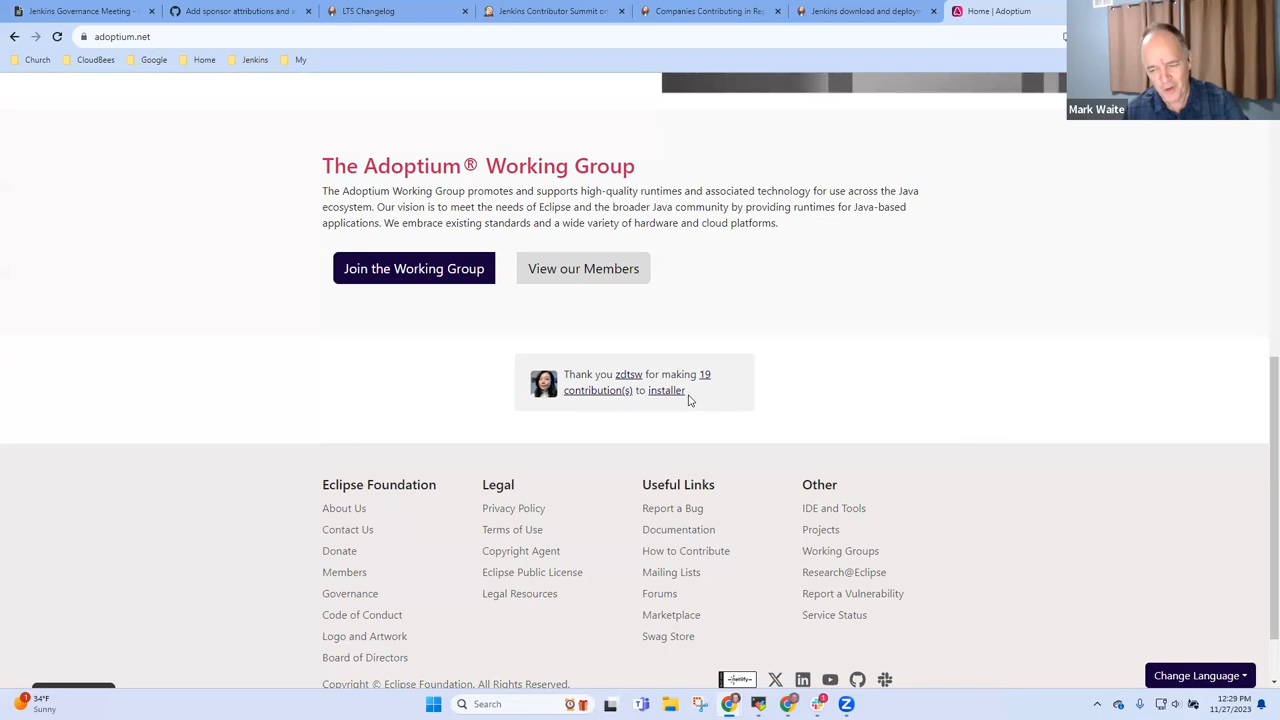 Jenkins Governance Meeting -
Add sponsor attributions and s
LTS Changelog
Jenkins Contributor Summit on
Companies Contributing in Re
Jenkins download and deploym
Home | Adoptium
adoptium.net
Church
CloudBees
Google
Home
Jenkins
My
Mark Waite
The Adoptium® Working Group
The Adoptium Working Group promotes and supports high-quality runtimes and associated technology for use across the Java
ecosystem. Our vision is to meet the needs of Eclipse and the broader Java community by providing runtimes for Java-based
applications. We embrace existing standards and a wide variety of hardware and cloud platforms.
Join the Working Group
View our Members
Thank you zdtsw for making 19
contribution(s) to installer
Eclipse Foundation
About Us
Contact Us
Donate
Members
Governance
Code of Conduct
Logo and Artwork
Board of Directors
Legal
Privacy Policy
Terms of Use
Copyright Agent
Eclipse Public License
Legal Resources
Useful Links
Report a Bug
Documentation
How to Contribute
Mailing Lists
Forums
Marketplace
Swag Store
Other
IDE and Tools
Projects
Working Groups
Research@Eclipse
Report a Vulnerability
Service Status
Copyright © Eclipse Foundation. All Rights Reserved.
netlify
Change Language
1
34°F
Sunny
Search
1
12:29 PM
11/27/2023